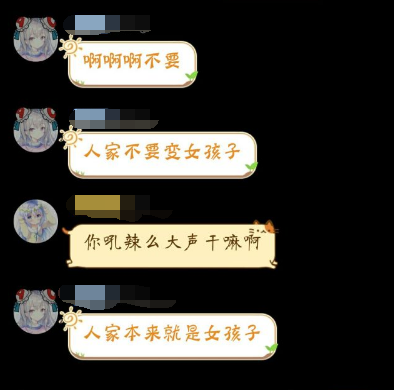 啊啊啊不要
人家不要变女孩子
你吼辣么大声干嘛啊
人家本来就是女孩子